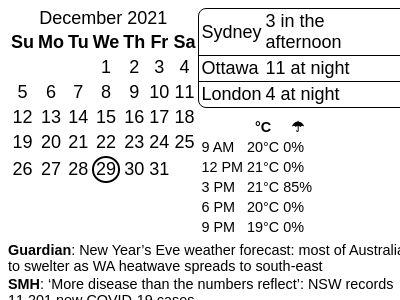 December 2021
Su Mo Tu We Th Fr Sa
1 2 3 4
5 6 7 8 9 10 11
12 13 14 15 16 17 18
19 20 21 22 23 24 25
26 27 28 29 30 31
Sydney 3 in the
afternoon
Ottawa 11 at night
London 4 at night
°C ☂
9 AM 20°C 0%
12 PM 21°C 0%
3 PM 21°C 85%
6 PM 20°C 0%
9 PM 19°C 0%
Guardian: New Year’s Eve weather forecast: most of Australia
to swelter as WA heatwave spreads to south-east
SMH: ‘More disease than the numbers reflect’: NSW records
11,201 new COVID-19 cases